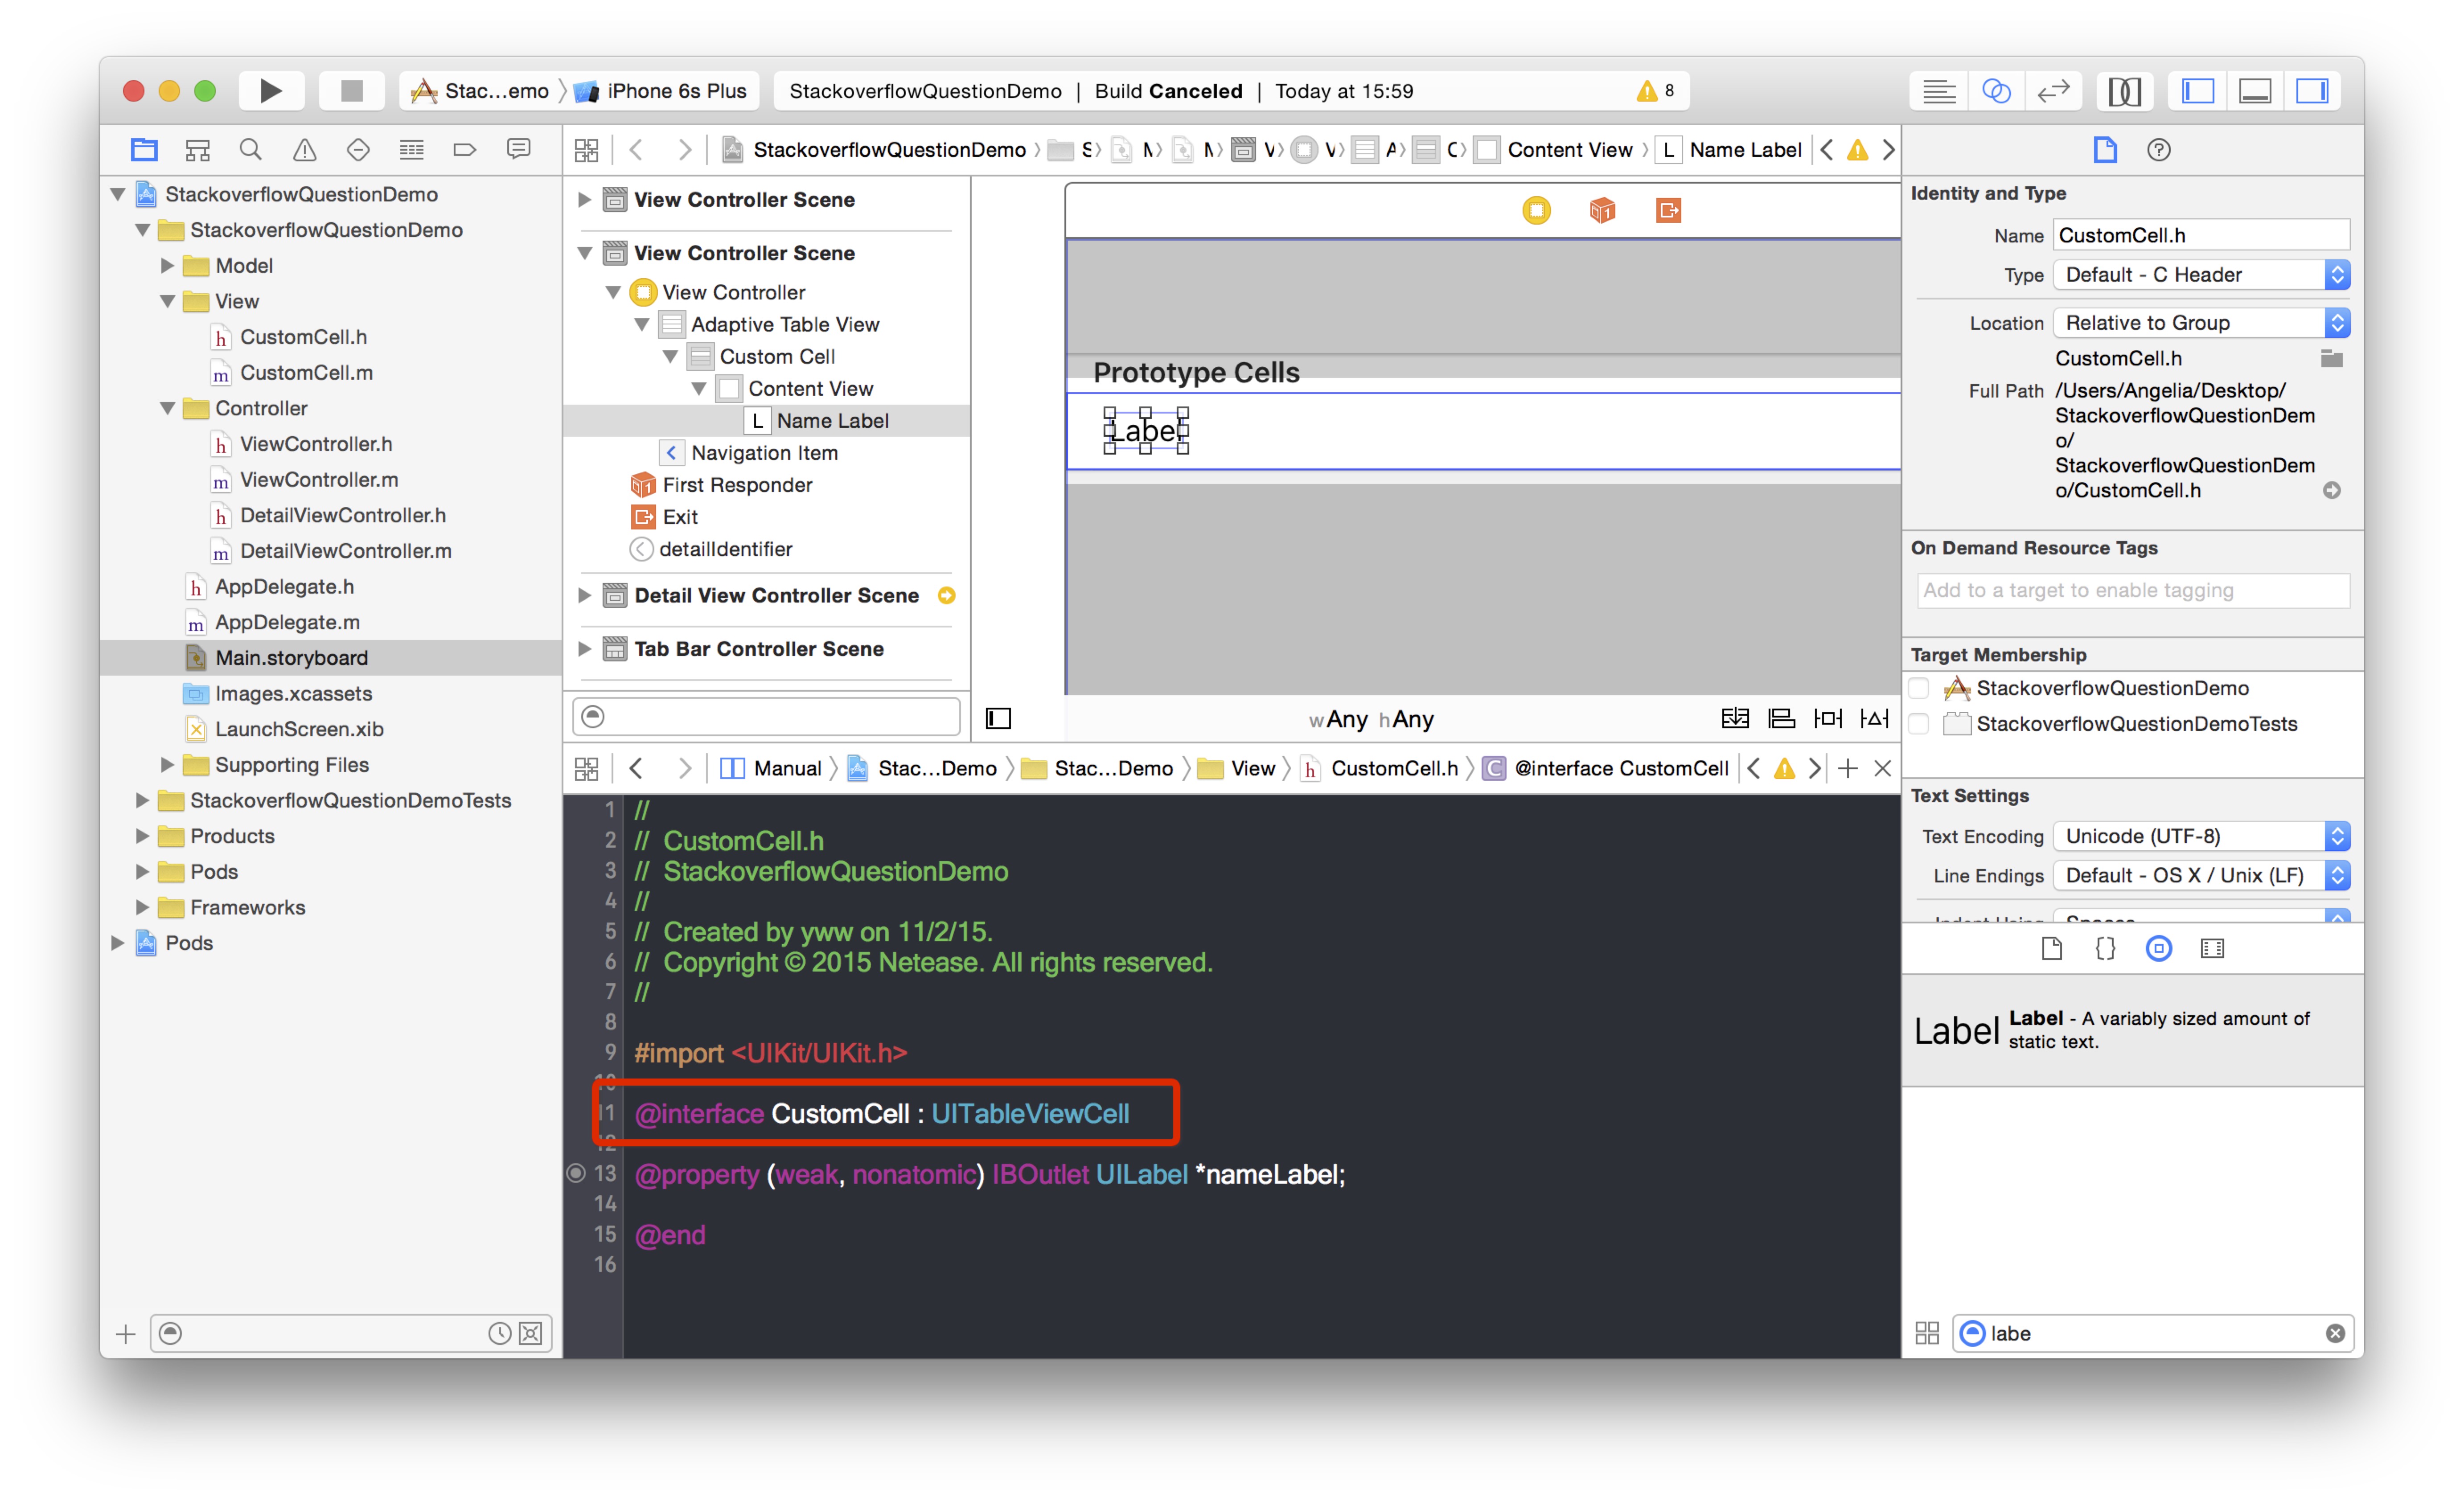 Stac...emo iPhone 6s Plus
StackoverflowQuestionDemo | Build Canceled | Today at 15:59
8
StackoverflowQuestionDemo
StackoverflowQuestionDemo
Model
View
h CustomCell.h
m CustomCell.m
Controller
h ViewController.h
m ViewController.m
h DetailViewController.h
m DetailViewController.m
h AppDelegate.h
m AppDelegate.m
Main.storyboard
Images.xcassets
LaunchScreen.xib
Supporting Files
StackoverflowQuestionDemoTests
Products
Pods
Frameworks
Pods
StackoverflowQuestionDemo Content View L Name Label
View Controller Scene
View Controller Scene
View Controller
Adaptive Table View
Custom Cell
Content View
L Name Label
Navigation Item
First Responder
Exit
detailIdentifier
Detail View Controller Scene
Tab Bar Controller Scene
Prototype Cells
Label
wAny hAny
Manual Stac...Demo Stac...Demo View h CustomCell.h C @interface CustomCell
1 //
2 // CustomCell.h
3 // StackoverflowQuestionDemo
4 //
5 // Created by yww on 11/2/15.
6 // Copyright © 2015 Netease. All rights reserved.
7 //
8
9 #import <UIKit/UIKit.h>
10
11 @interface CustomCell : UITableViewCell
12
13 @property (weak, nonatomic) IBOutlet UILabel *nameLabel;
14
15 @end
16
Identity and Type
Name CustomCell.h
Type Default - C Header
Location Relative to Group
CustomCell.h
Full Path /Users/Angelia/Desktop/
StackoverflowQuestionDem
o/
StackoverflowQuestionDem
o/CustomCell.h
On Demand Resource Tags
Add to a target to enable tagging
Target Membership
StackoverflowQuestionDemo
StackoverflowQuestionDemoTests
Text Settings
Text Encoding Unicode (UTF-8)
Line Endings Default - OS X / Unix (LF)
Indent Using Spaces
Label Label - A variably sized amount of
static text.
labe